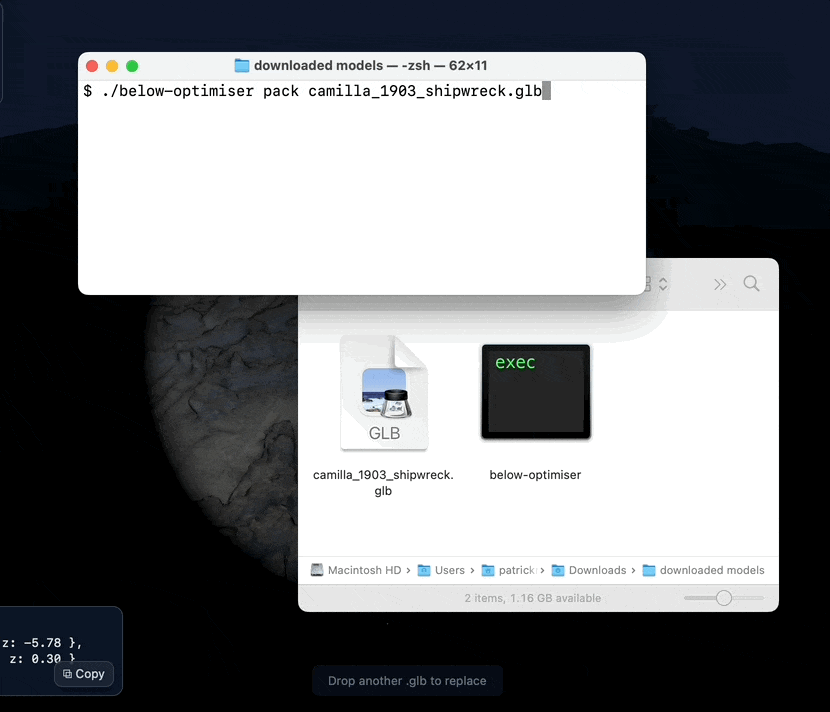 downloaded models — -zsh — 62×11
$ ./below-optimiser pack camilla_1903_shipwreck.glb
exec
GLB
camilla_1903_shipwreck.
glb
below-optimiser
Macintosh HD › Users › patrick › Downloads › downloaded models
2 items, 1.16 GB available
z: -5.78 },
z: 0.30 }
Copy
Drop another .glb to replace